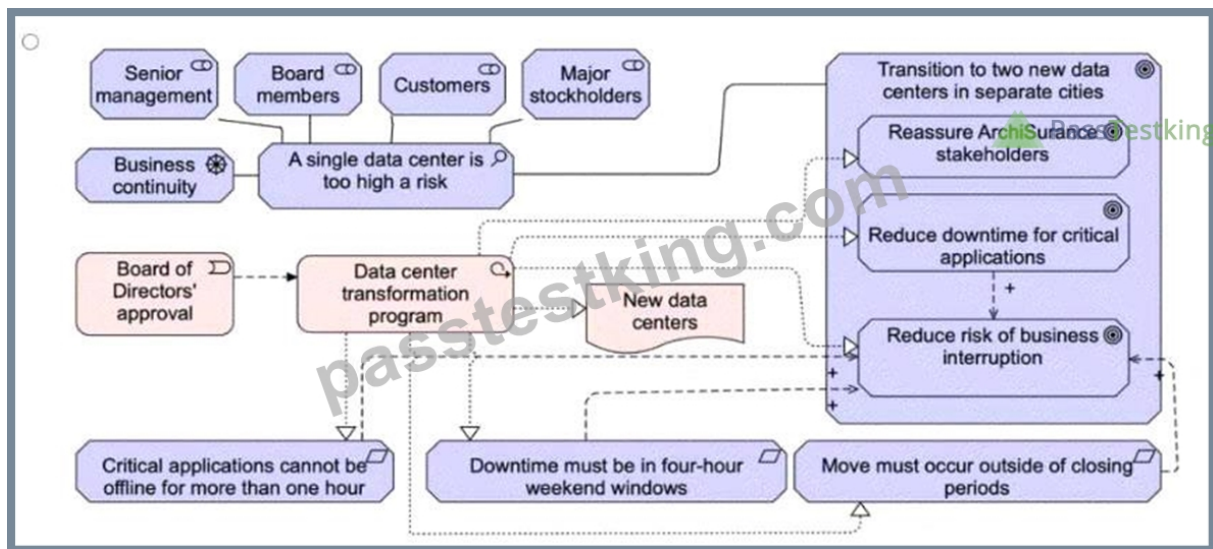 Senior
management
Board
members
Customers
Major
stockholders
Transition to two new data
centers in separate cities
PassTestking
Reassure ArchiSurance
stakeholders
Business
continuity
A single data center is
too high a risk
Reduce downtime for critical
applications
+
Board of
Directors'
approval
Data center
transformation
program
New data
centers
Reduce risk of business
interruption
+
+
+
passtestking.com
Critical applications cannot be
offline for more than one hour
Downtime must be in four-hour
weekend windows
Move must occur outside of closing
periods